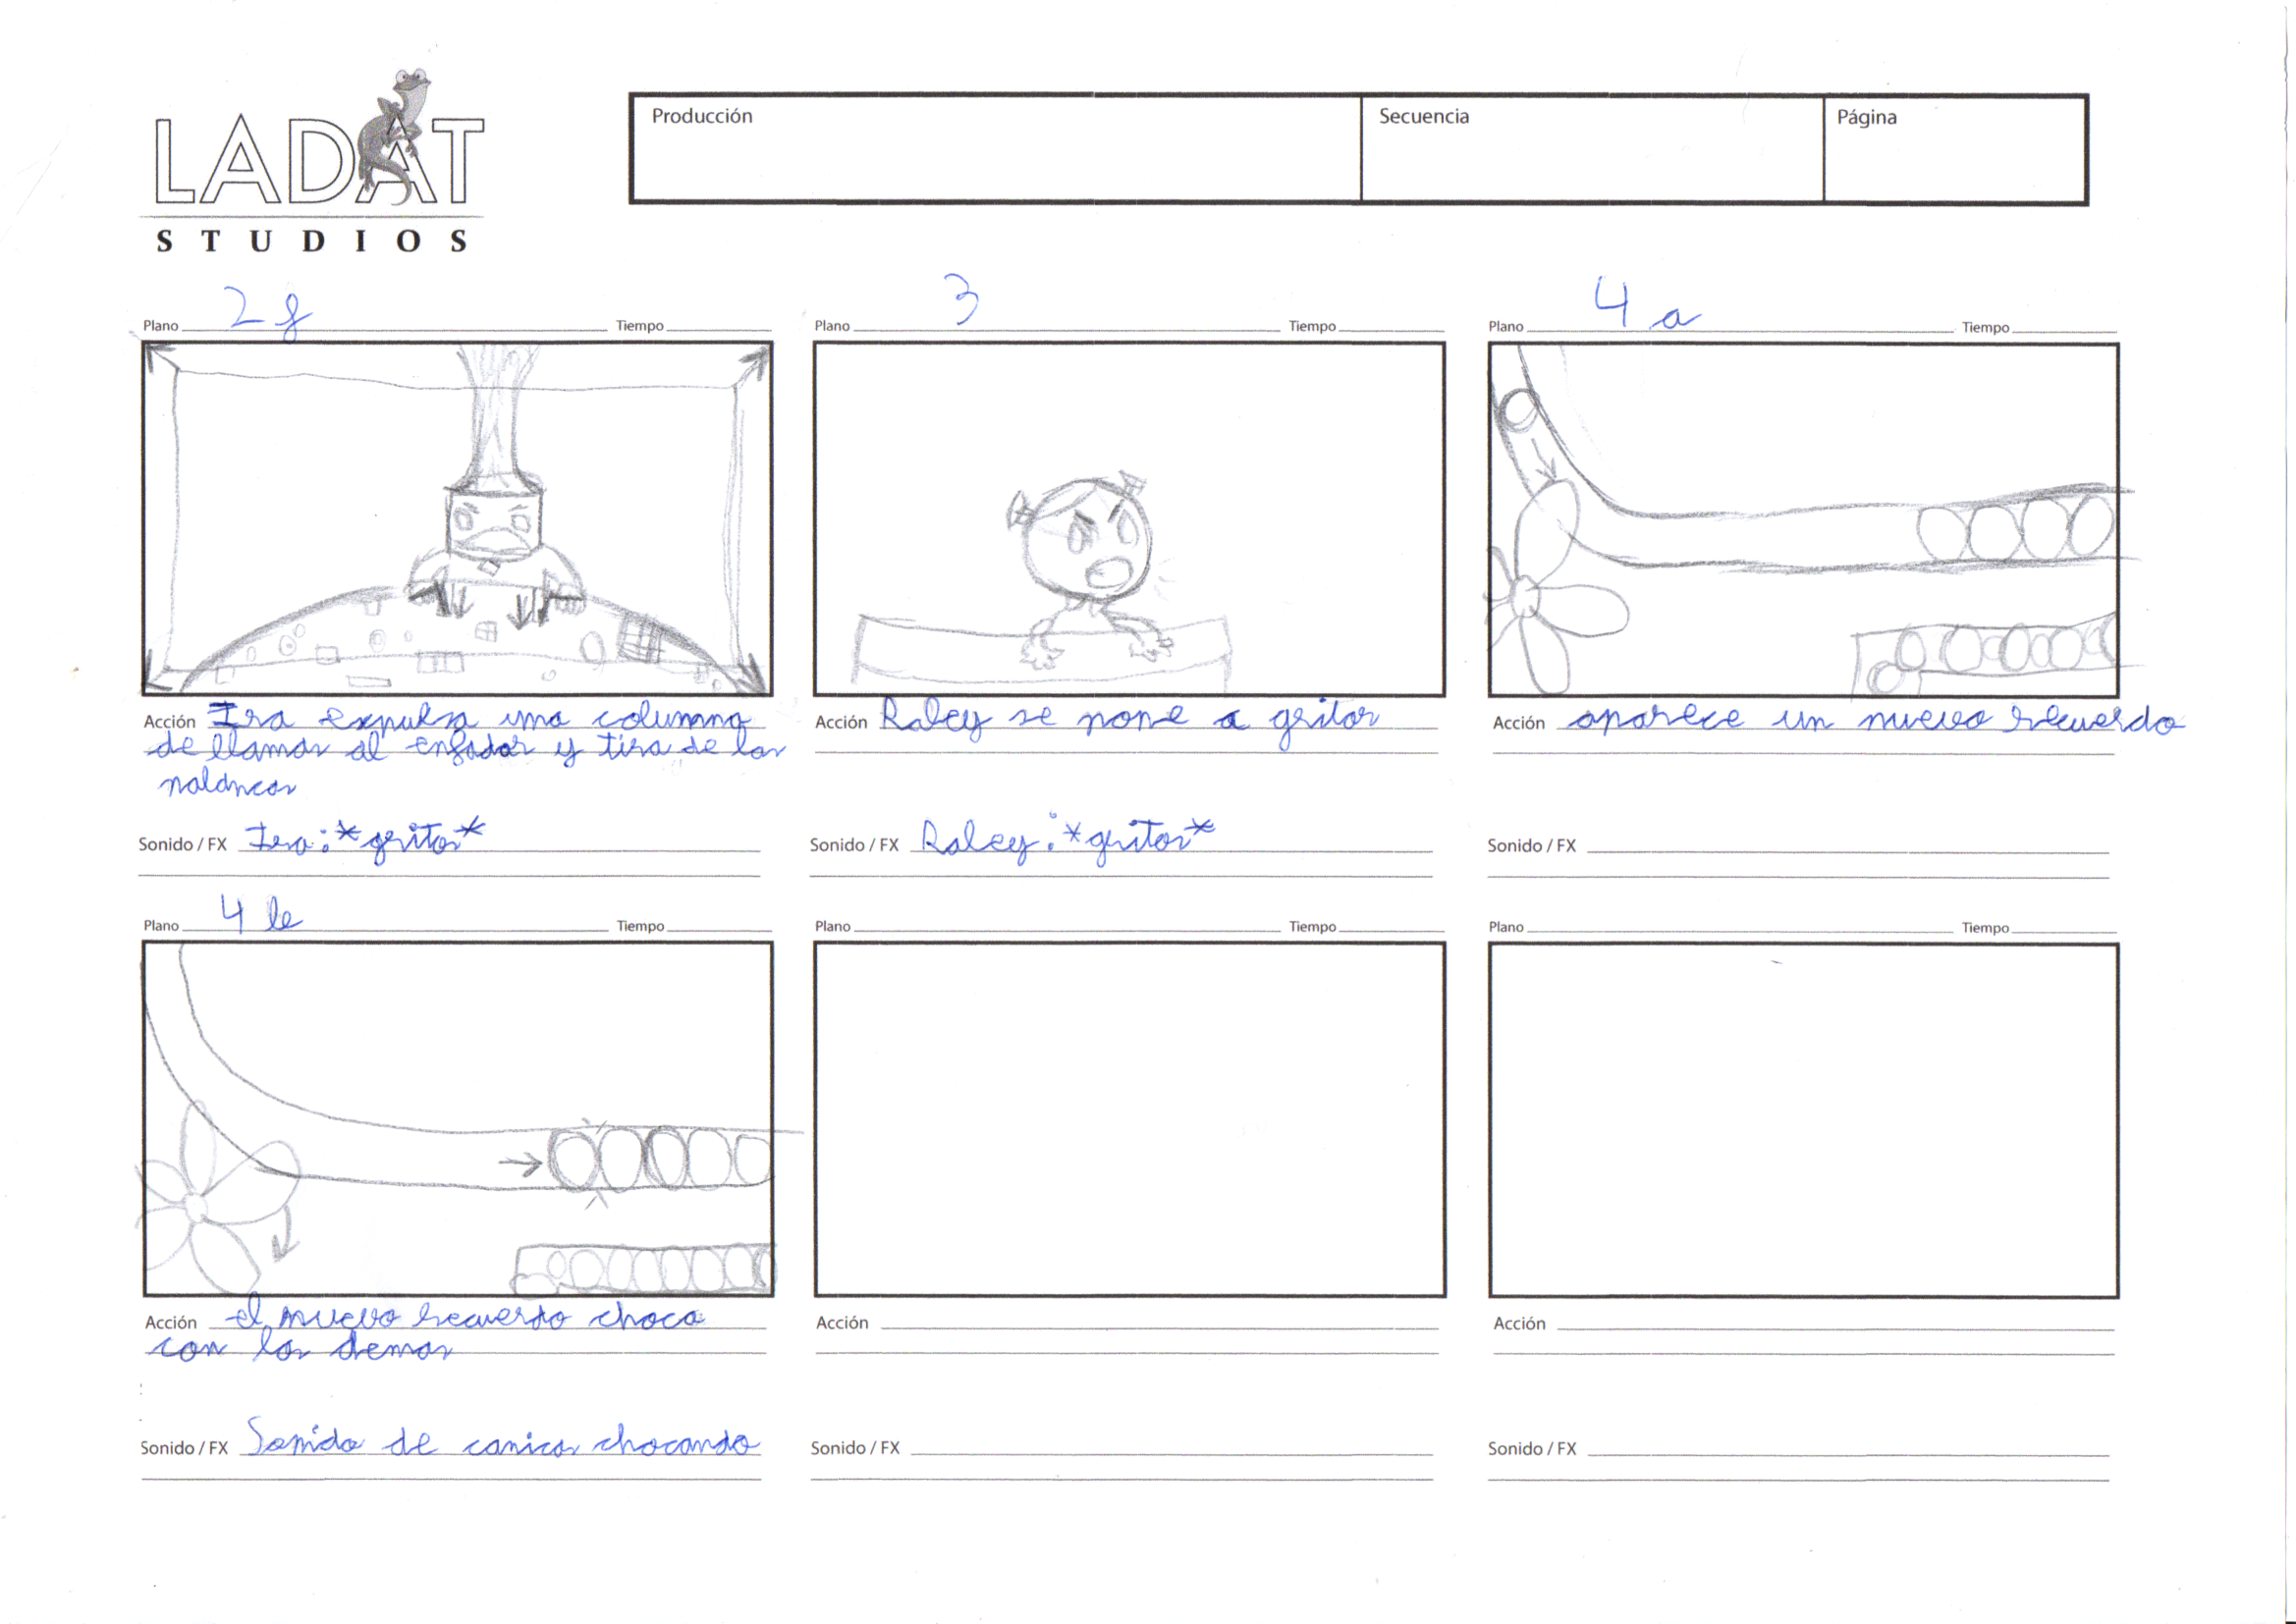 LADAT
STUDIOS
Producción
Secuencia
Página
Plano 2 f Tiempo
Plano 3 Tiempo
Plano 4 a Tiempo
Acción Ira expulsa una columna
de llamas al enfadar y tira de las
palancas
Acción Raley se pone a gritar
Acción aparece un nuevo recuerdo
Sonido / FX Ira: *gritar*
Sonido / FX Raley: *gritar*
Sonido / FX
Plano 4 b Tiempo
Plano Tiempo
Plano Tiempo
Acción el nuevo recuerdo choca
con los demas
Acción
Acción
Sonido / FX Sonido de canicas chocando
Sonido / FX
Sonido / FX